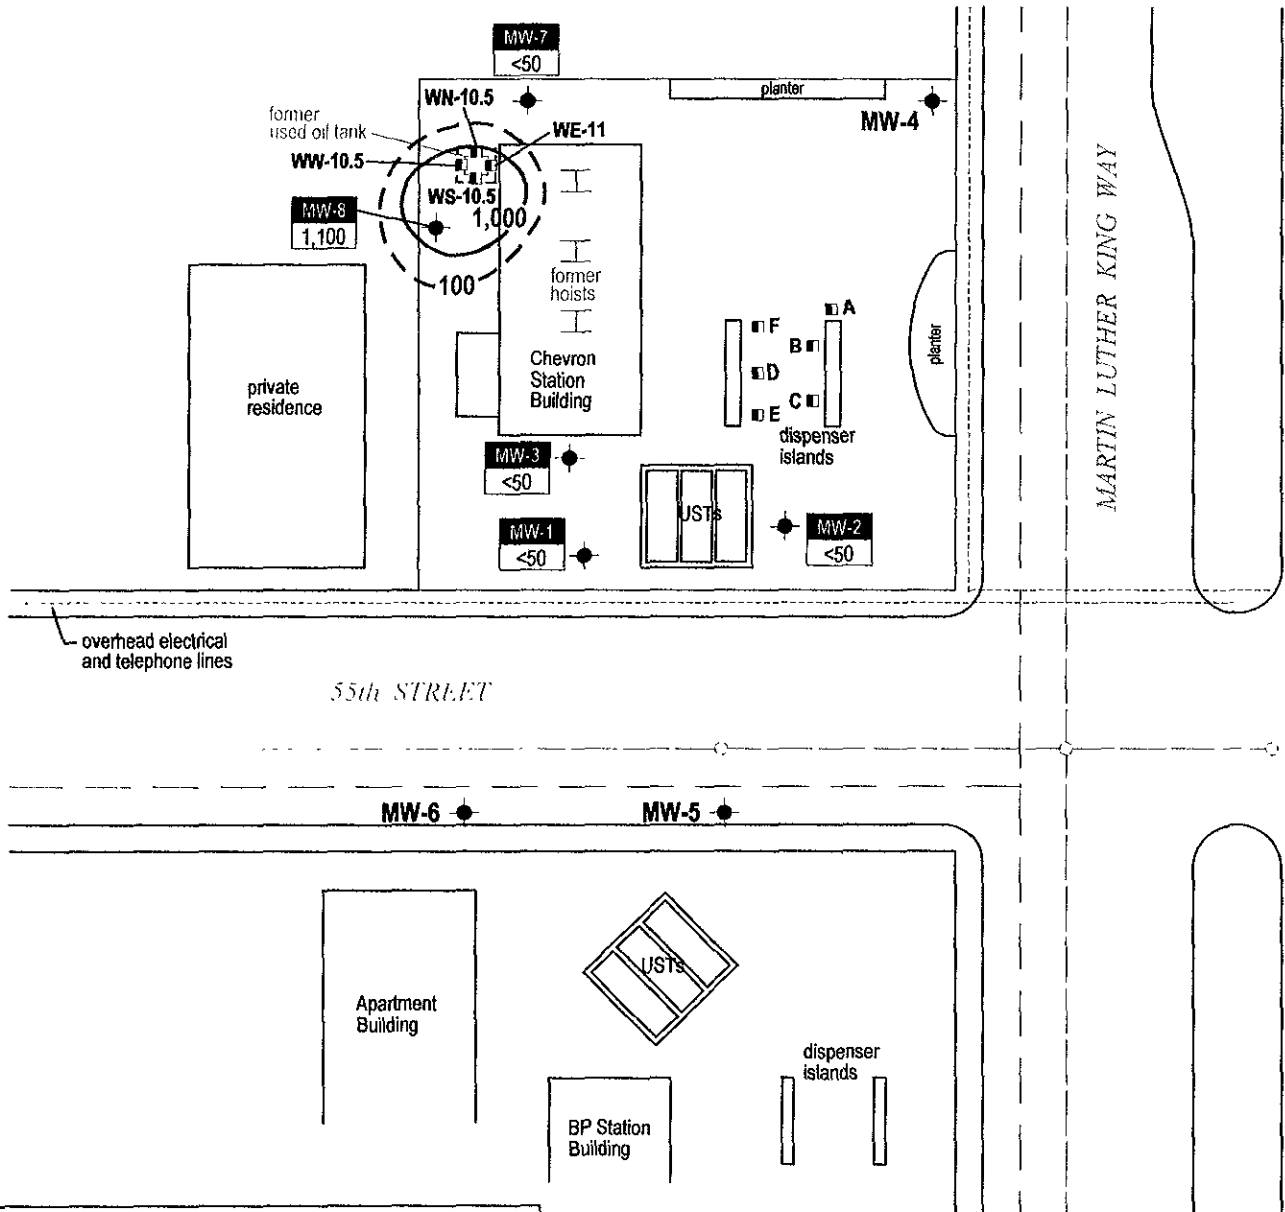 MW-7
<50
planter
WN-10.5
MW-4
former
used oil tank
WE-11
WW-10.5
WS-10.5
MW-8
1,100
1,000
100
former
hoists
MARTIN LUTHER KING WAY
A
F
B
D
C
E
planter
private
residence
Chevron
Station
Building
dispenser
islands
MW-3
<50
USTs
MW-1
<50
MW-2
<50
overhead electrical
and telephone lines
55th STREET
MW-6
MW-5
USTs
Apartment
Building
dispenser
islands
BP Station
Building